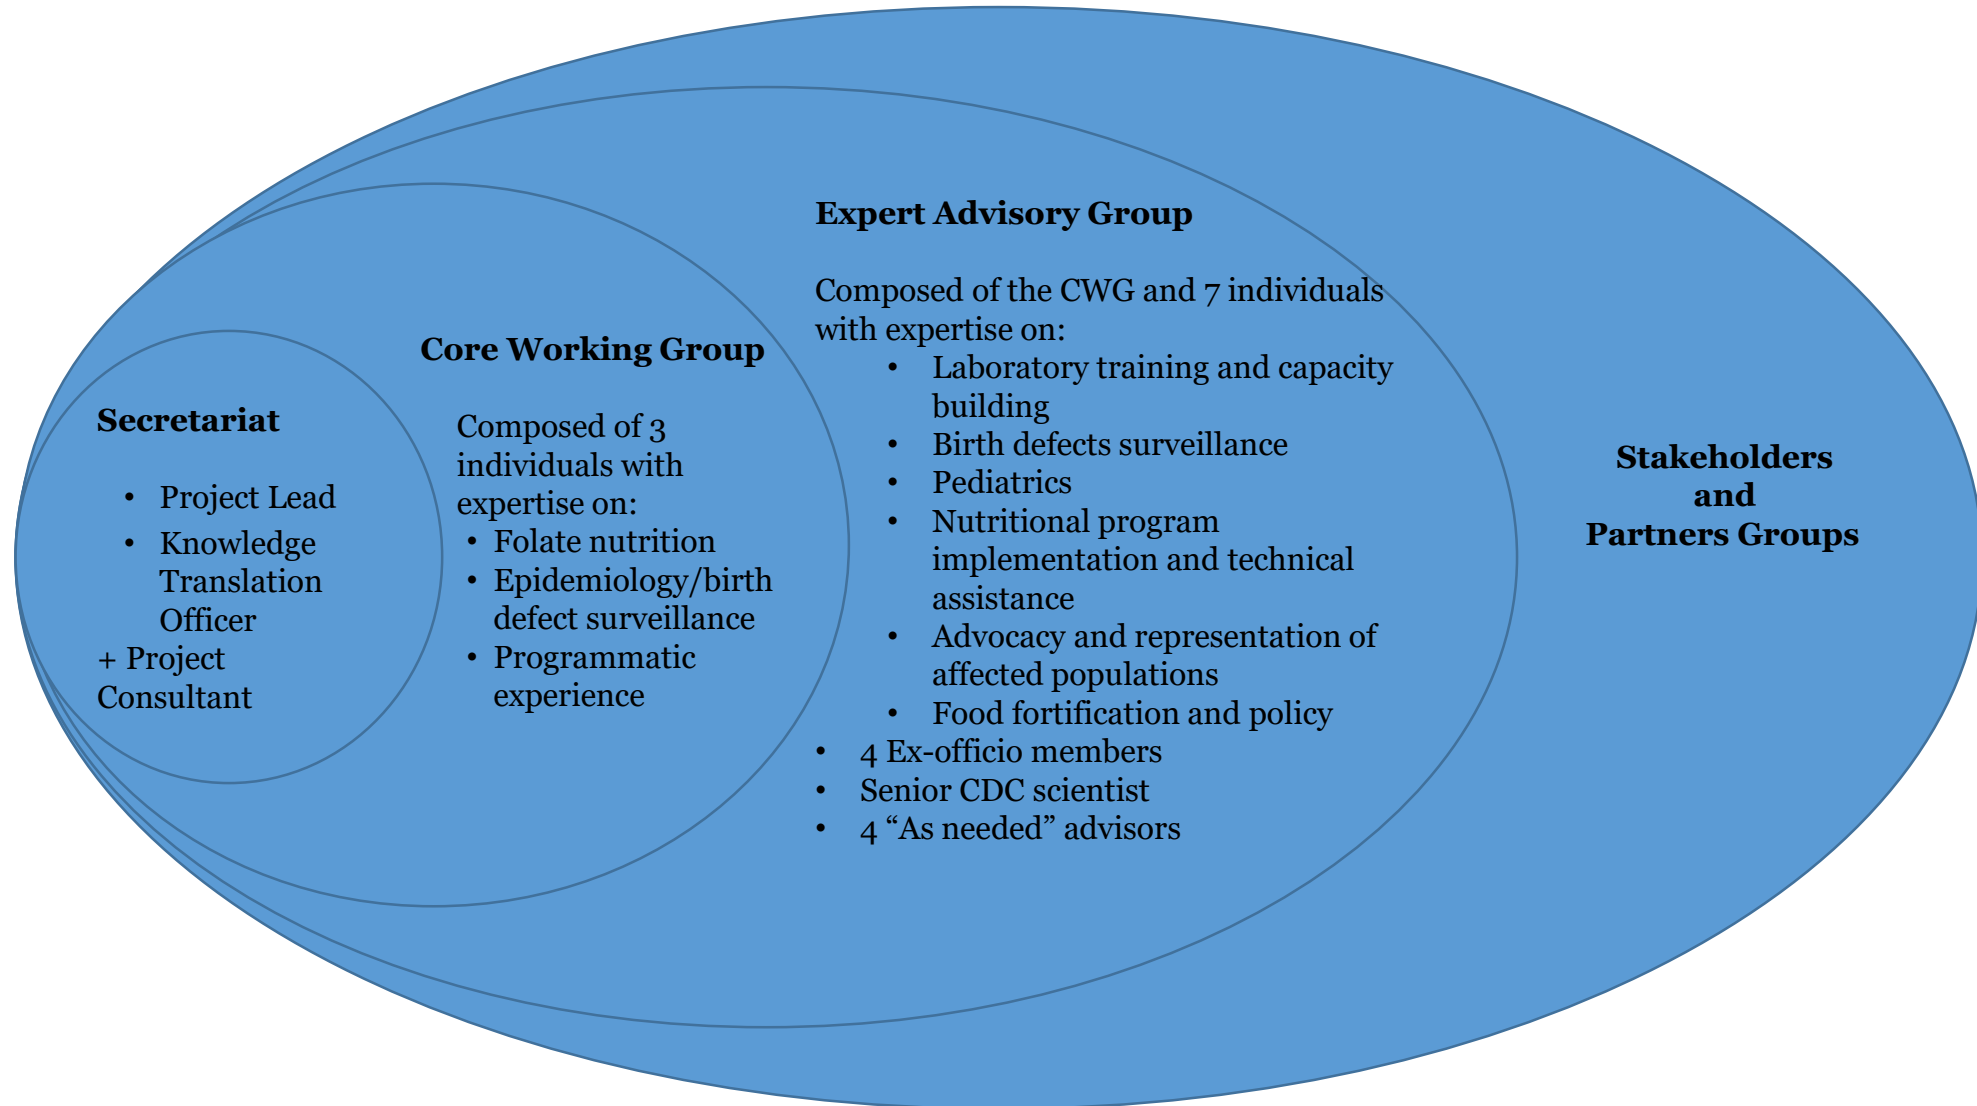 Secretariat
• Project Lead
• Knowledge
Translation
Officer
+ Project
Consultant
Core Working Group
Composed of 3
individuals with
expertise on:
• Folate nutrition
• Epidemiology/birth
defect surveillance
• Programmatic
experience
Expert Advisory Group
Composed of the CWG and 7 individuals
with expertise on:
• Laboratory training and capacity
building
• Birth defects surveillance
• Pediatrics
• Nutritional program
implementation and technical
assistance
• Advocacy and representation of
affected populations
• Food fortification and policy
• 4 Ex-officio members
• Senior CDC scientist
• 4 “As needed” advisors
Stakeholders
and
Partners Groups